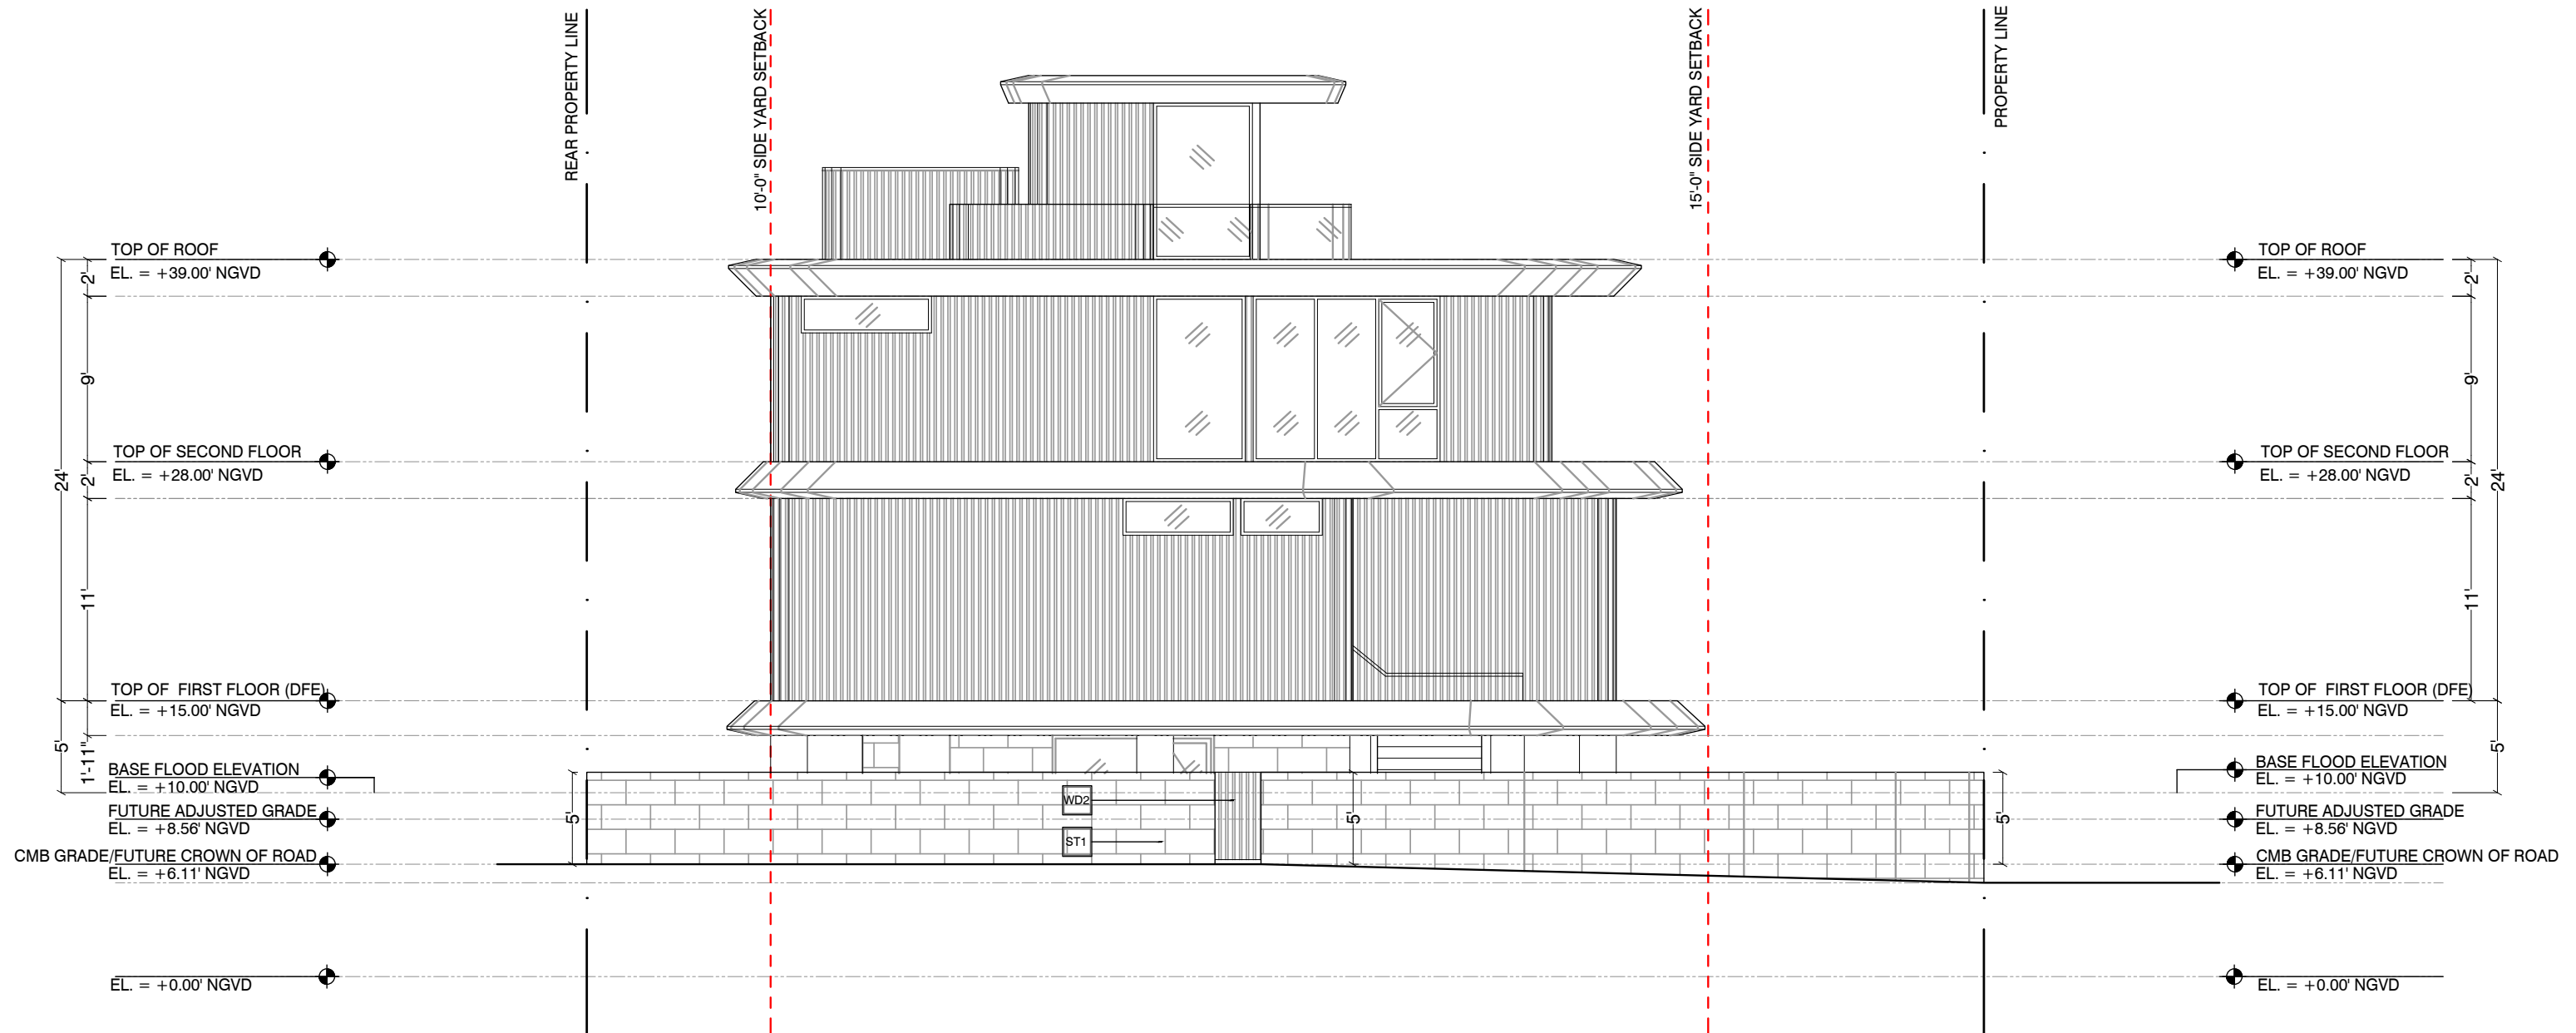 REAR PROPERTY LINE
10'-0" SIDE YARD SETBACK
15'-0" SIDE YARD SETBACK
PROPERTY LINE
TOP OF ROOF
EL. = +39.00' NGVD
TOP OF SECOND FLOOR
EL. = +28.00' NGVD
TOP OF FIRST FLOOR (DFE)
EL. = +15.00' NGVD
BASE FLOOD ELEVATION
EL. = +10.00' NGVD
FUTURE ADJUSTED GRADE
EL. = +8.56' NGVD
CMB GRADE/FUTURE CROWN OF ROAD
EL. = +6.11' NGVD
EL. = +0.00' NGVD
24'
5'
2'
9'
2'
11'
1'-11"
5'
WD2
ST1
5'
5'
TOP OF ROOF
EL. = +39.00' NGVD
TOP OF SECOND FLOOR
EL. = +28.00' NGVD
TOP OF FIRST FLOOR (DFE)
EL. = +15.00' NGVD
BASE FLOOD ELEVATION
EL. = +10.00' NGVD
FUTURE ADJUSTED GRADE
EL. = +8.56' NGVD
CMB GRADE/FUTURE CROWN OF ROAD
EL. = +6.11' NGVD
EL. = +0.00' NGVD
2'
9'
2'
11'
24'
5'